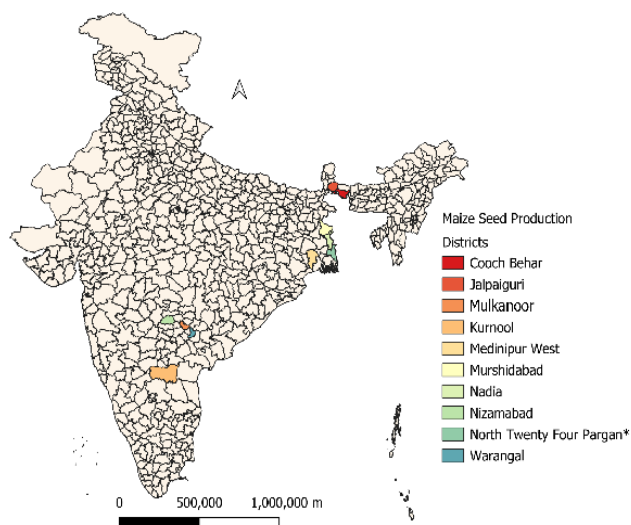 Maize Seed Production
Districts
Cooch Behar
Jalpaiguri
Mulkanoor
Kurnool
Medinipur West
Murshidabad
Nadia
Nizamabad
North Twenty Four Pargan*
Warangal
0 500,000 1,000,000 m